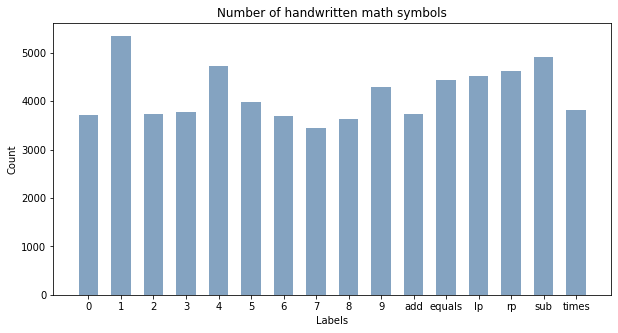 Number of handwritten math symbols
Count
5000
4000
3000
2000
1000
0
0 1 2 3 4 5 6 7 8 9 add equals lp rp sub times
Labels